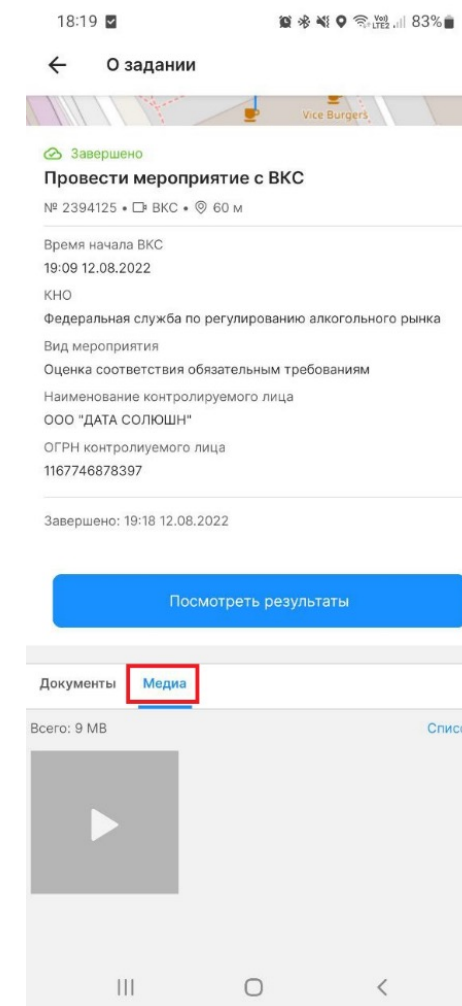 18:19 83%
О задании
Vice Burgers
Завершено
Провести мероприятие с ВКС
№ 2394125 • ВКС • 60 м
Время начала ВКС
19:09 12.08.2022
КНО
Федеральная служба по регулированию алкогольного рынка
Вид мероприятия
Оценка соответствия обязательным требованиям
Наименование контролируемого лица
ООО "ДАТА СОЛЮШН"
ОГРН контролиуемого лица
1167746878397
Завершено: 19:18 12.08.2022
Посмотреть результаты
Документы Медиа
Всего: 9 MB Спис